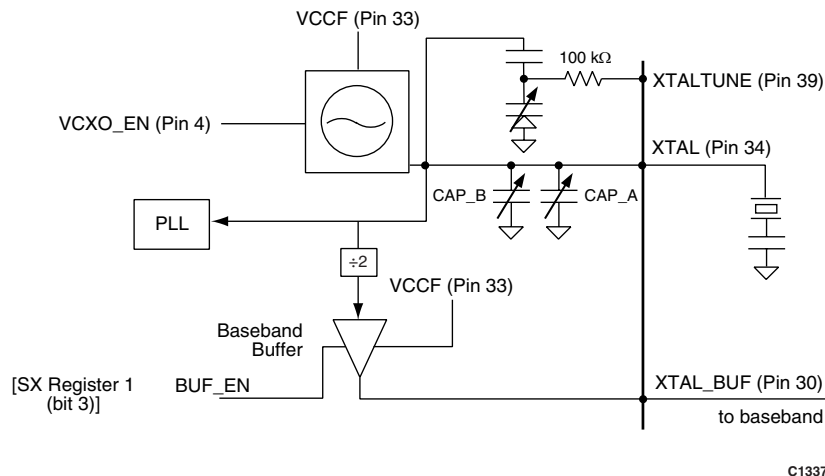 VCCF (Pin 33)
100 kΩ
XTALTUNE (Pin 39)
VCXO_EN (Pin 4)
XTAL (Pin 34)
CAP_B
CAP_A
PLL
÷2
VCCF (Pin 33)
Baseband
Buffer
[SX Register 1
(bit 3)]
BUF_EN
XTAL_BUF (Pin 30)
to baseband
C1337